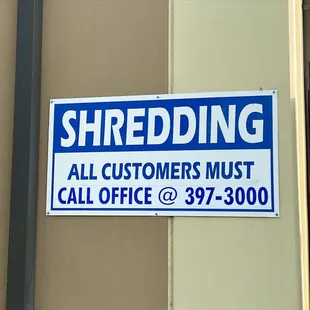 SHREDDING
ALL CUSTOMERS MUST
CALL OFFICE @ 397-3000